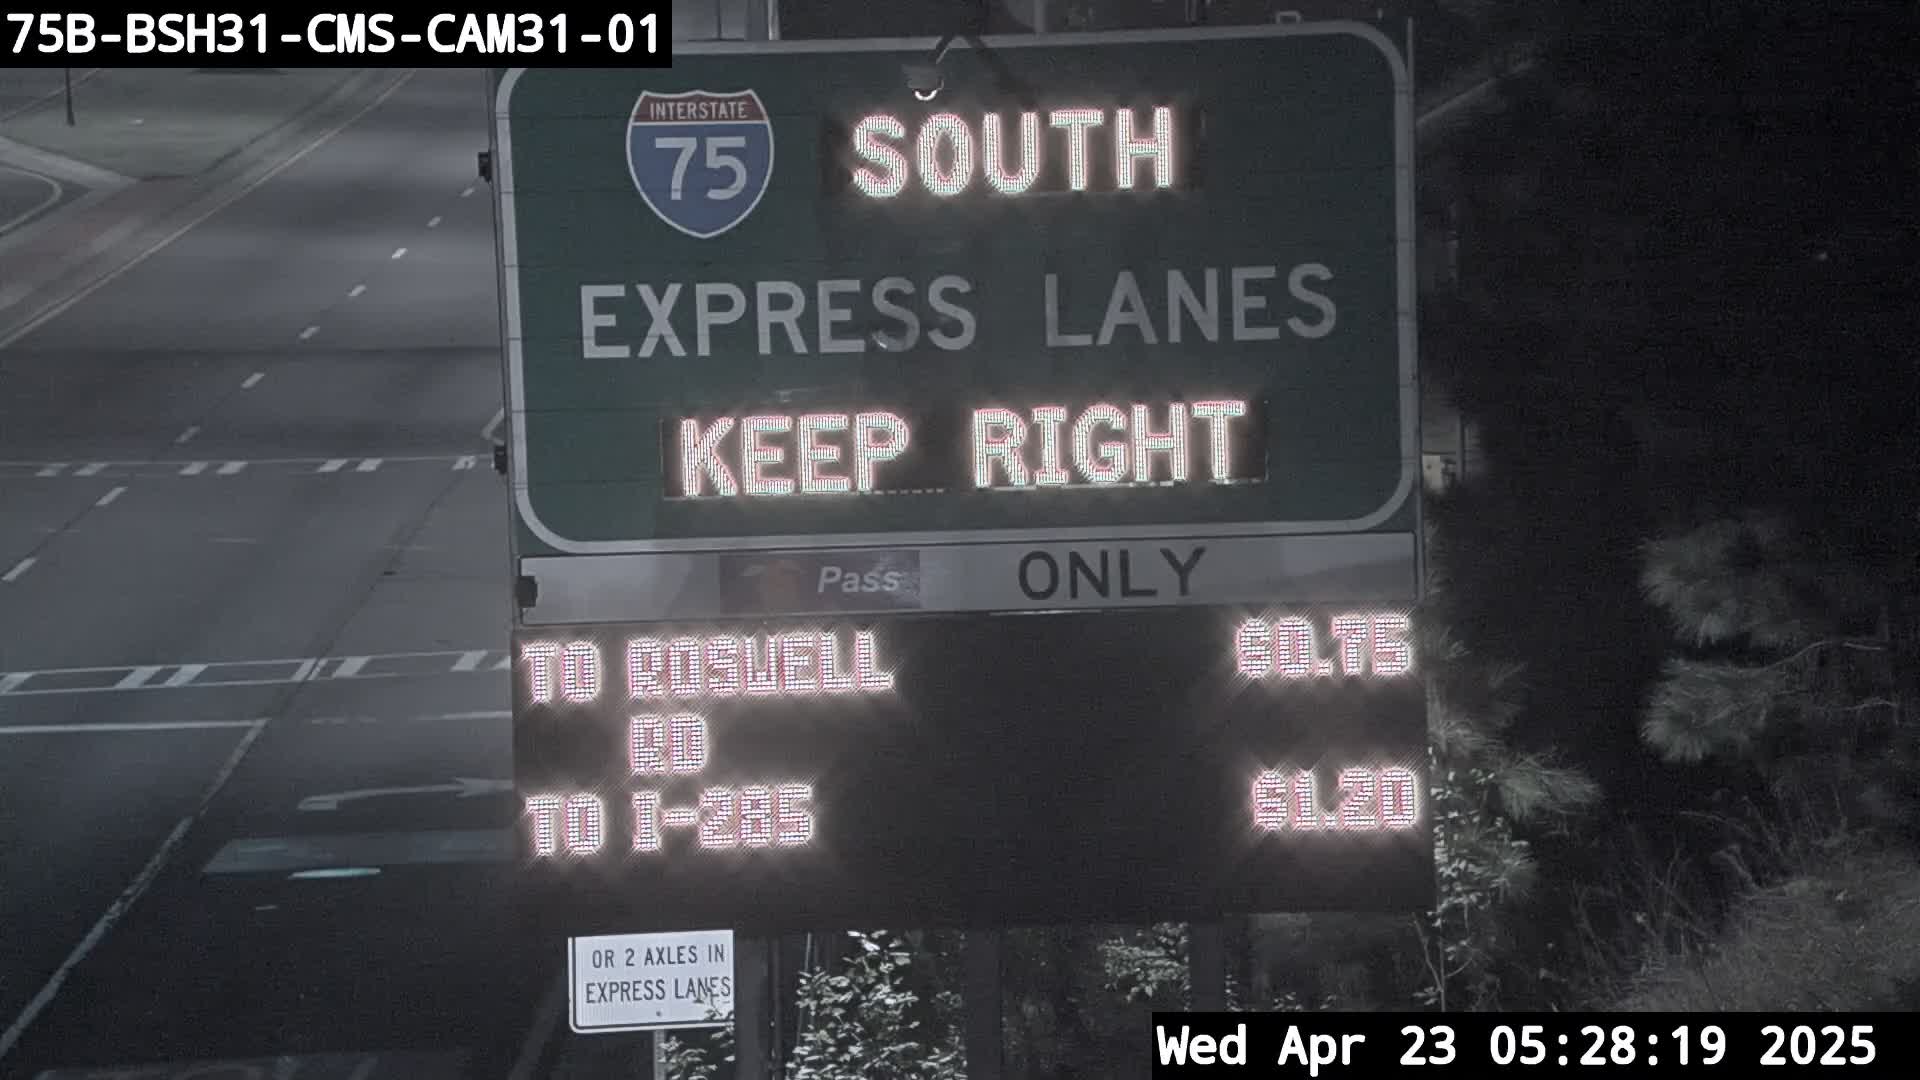 75B-BSH31-CMS-CAM31-01
INTERSTATE
75
SOUTH
EXPRESS LANES
KEEP RIGHT
Pass ONLY
TO ROSWELL $0.75
RD
TO I-285 $1.20
OR 2 AXLES IN
EXPRESS LANES
Wed Apr 23 05:28:19 2025